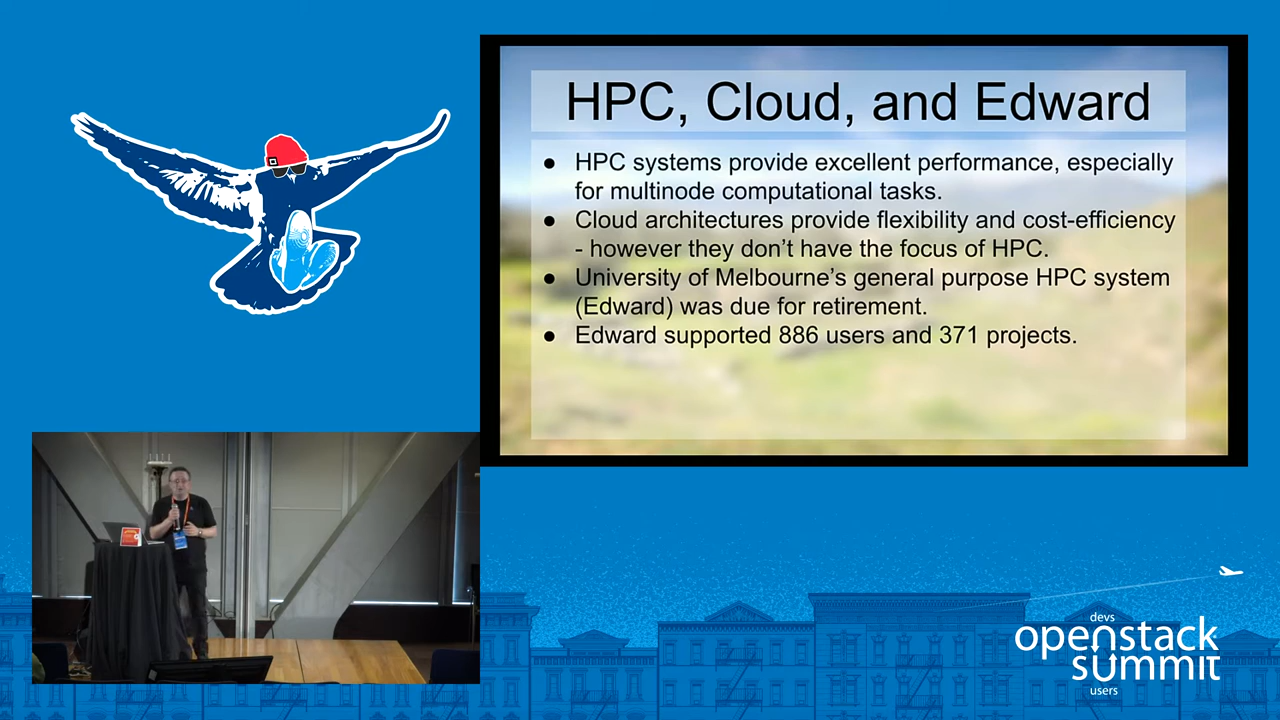 HPC, Cloud, and Edward
● HPC systems provide excellent performance, especially
for multinode computational tasks.
● Cloud architectures provide flexibility and cost-efficiency
- however they don't have the focus of HPC.
● University of Melbourne's general purpose HPC system
(Edward) was due for retirement.
● Edward supported 886 users and 371 projects.
devs
openstack
summit
users